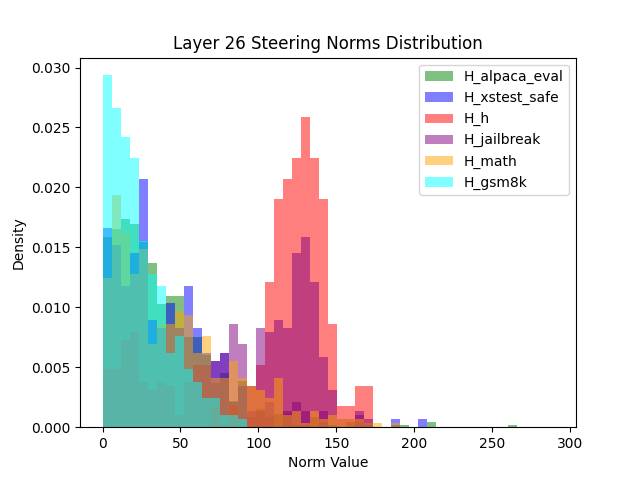 Layer 26 Steering Norms Distribution
Density
0.030
0.025
0.020
0.015
0.010
0.005
0.000
H_alpaca_eval
H_xstest_safe
H_h
H_jailbreak
H_math
H_gsm8k
0 50 100 150 200 250 300
Norm Value